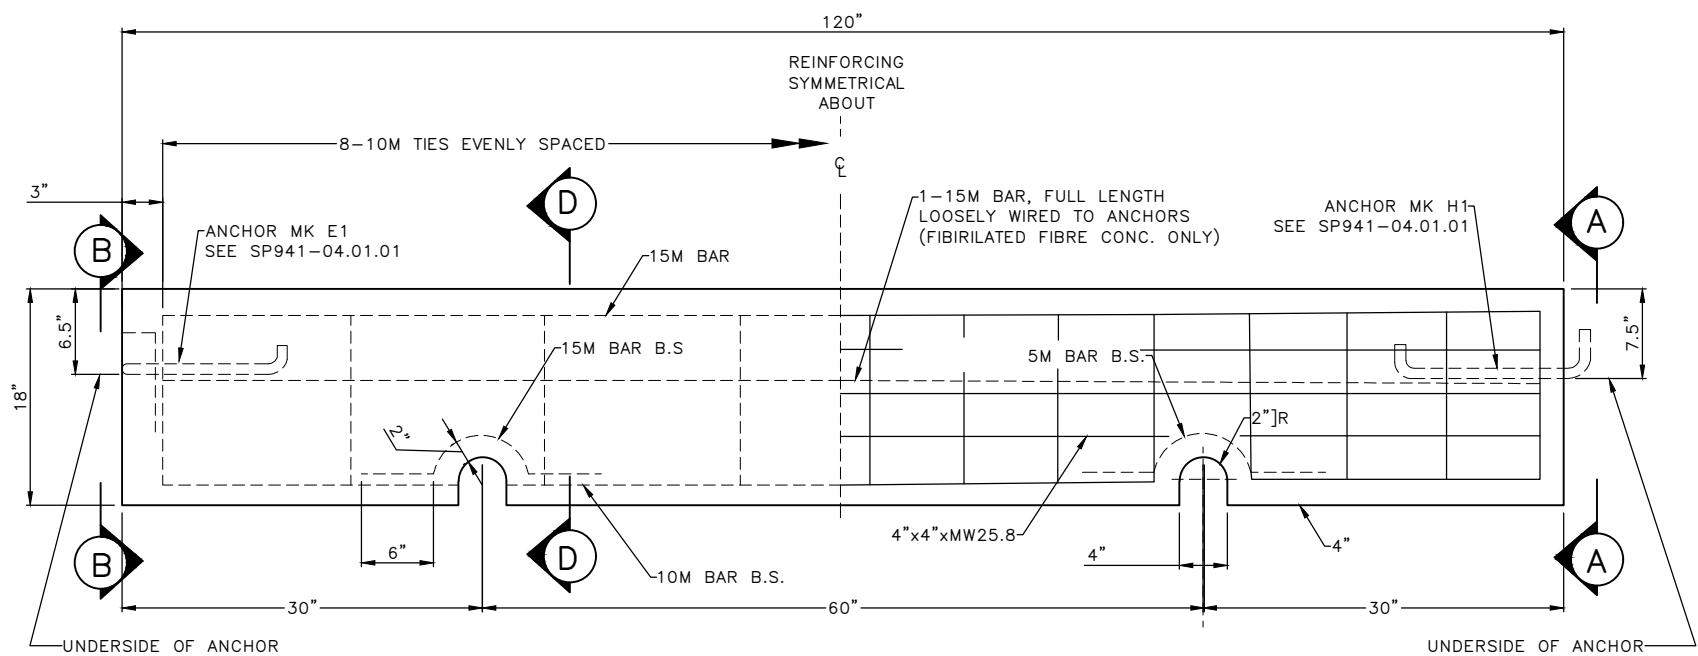 120”
REINFORCING
SYMMETRICAL
ABOUT
℄
8-10M TIES EVENLY SPACED
3”
D
B
A
ANCHOR MK E1
SEE SP941-04.01.01
15M BAR
1-15M BAR, FULL LENGTH
LOOSELY WIRED TO ANCHORS
(FIBIRILATED FIBRE CONC. ONLY)
ANCHOR MK H1
SEE SP941-04.01.01
6.5”
18”
7.5”
15M BAR B.S
5M BAR B.S.
2”
2”]R
4”x4”xMW25.8
4”
4”
6”
10M BAR B.S.
B
D
A
30”
60”
30”
UNDERSIDE OF ANCHOR
UNDERSIDE OF ANCHOR